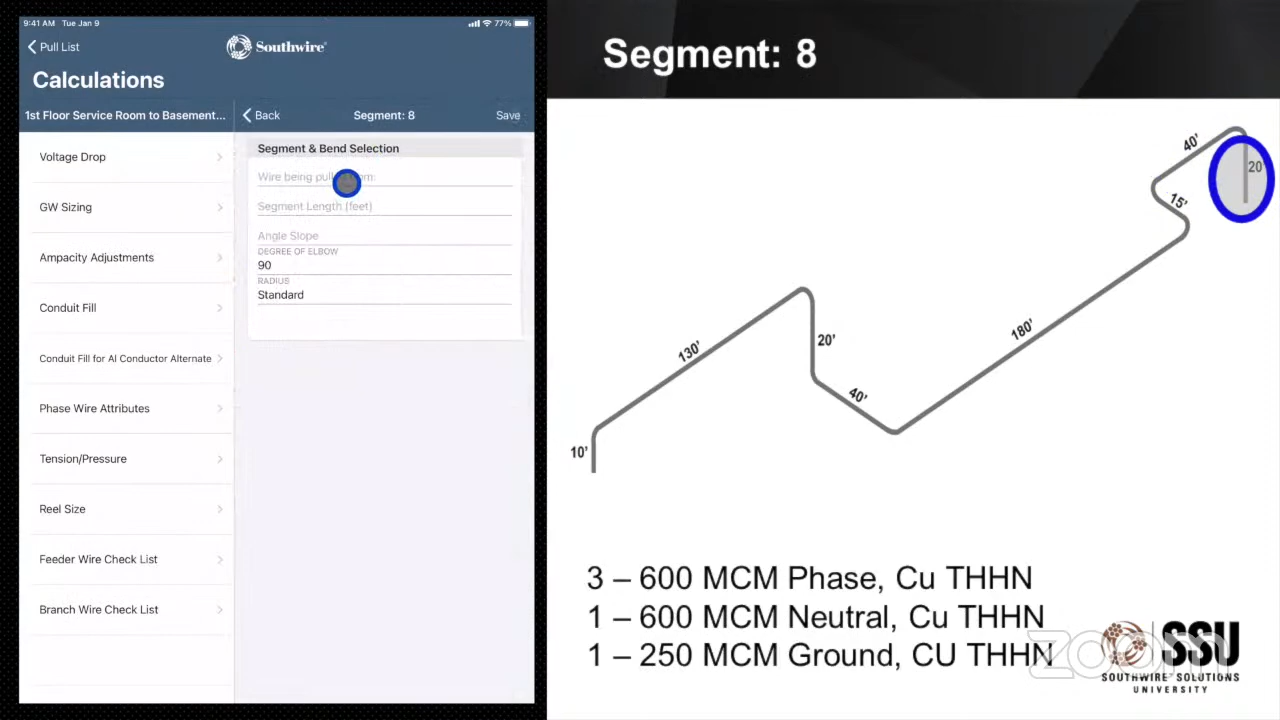 9:41 AM Tue Jan 9
77%
Pull List
Southwire
Calculations
1st Floor Service Room to Basement...
Back
Segment: 8
Save
Voltage Drop
GW Sizing
Ampacity Adjustments
Conduit Fill
Conduit Fill for Al Conductor Alternate
Phase Wire Attributes
Tension/Pressure
Reel Size
Feeder Wire Check List
Branch Wire Check List
Segment & Bend Selection
Wire being
Segment Length (feet)
Angle Slope
DEGREE OF ELBOW
90
RADIUS
Standard
Segment: 8
40'
20'
15'
180'
130'
20'
40'
10'
3 – 600 MCM Phase, Cu THHN
1 – 600 MCM Neutral, Cu THHN
1 – 250 MCM Ground, CU THHN
zoom
SSU
SOUTHWIRE SOLUTIONS
UNIVERSITY